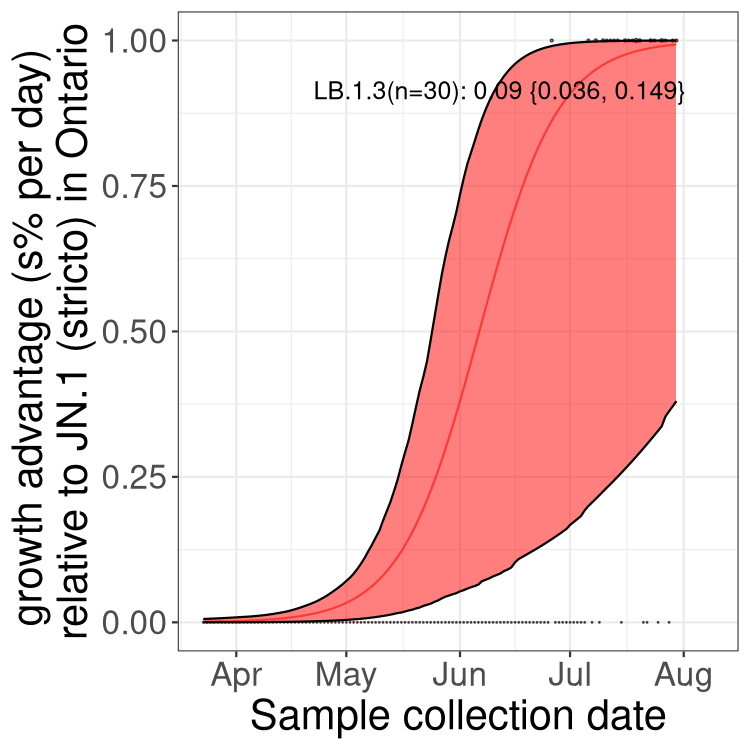 growth advantage (s% per day)
relative to JN.1 (stricto) in Ontario
1.00
0.75
0.50
0.25
0.00
LB.1.3(n=30): 0.09 {0.036, 0.149}
Apr May Jun Jul Aug
Sample collection date